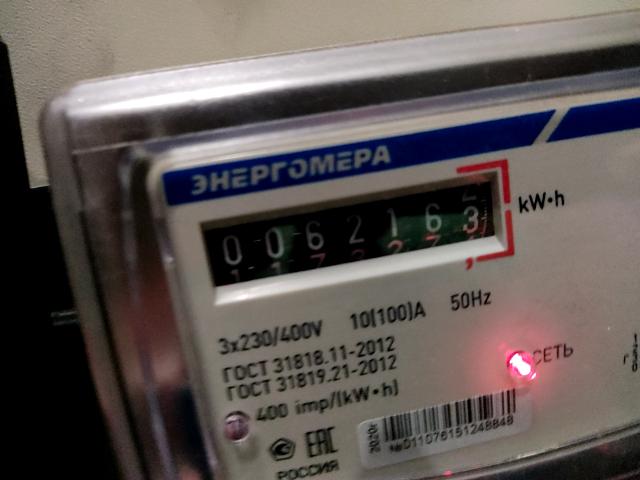 ЭНЕРГОМЕРА
0062163
kW•h
3x230/400V 10(100)A 50Hz
ГОСТ 31818.11-2012
ГОСТ 31819.21-2012
СЕТЬ
400 imp/(kW•h)
2020г
ЕАС
№011076151248848
РОССИЯ